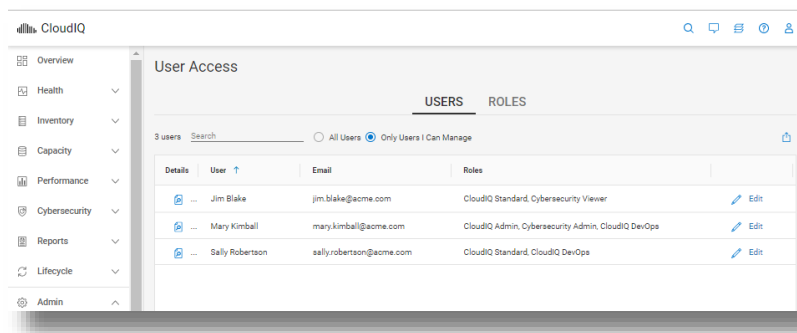 CloudIQ
Overview
Health
Inventory
Capacity
Performance
Cybersecurity
Reports
Lifecycle
Admin
User Access
USERS ROLES
3 users Search All Users Only Users I Can Manage
Details User Email Roles
... Jim Blake jim.blake@acme.com CloudIQ Standard, Cybersecurity Viewer Edit
... Mary Kimball mary.kimball@acme.com CloudIQ Admin, Cybersecurity Admin, CloudIQ DevOps Edit
... Sally Robertson sally.robertson@acme.com CloudIQ Standard, CloudIQ DevOps Edit